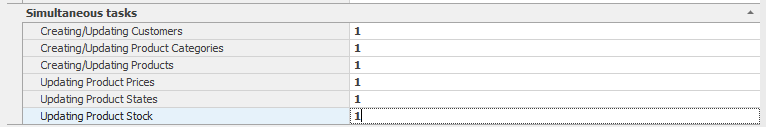 Simultaneous tasks
Creating/Updating Customers 1
Creating/Updating Product Categories 1
Creating/Updating Products 1
Updating Product Prices 1
Updating Product States 1
Updating Product Stock 1